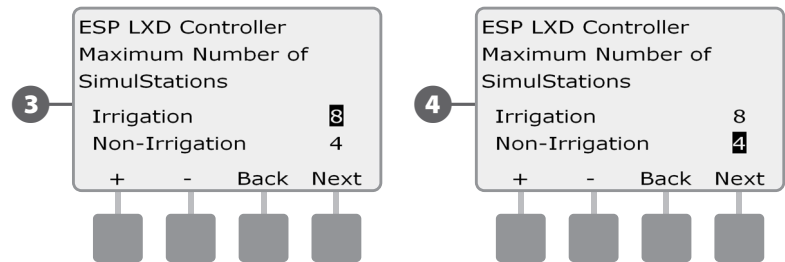 3
ESP LXD Controller
Maximum Number of
SimulStations
Irrigation 8
Non-Irrigation 4
+ - Back Next
4
ESP LXD Controller
Maximum Number of
SimulStations
Irrigation 8
Non-Irrigation 4
+ - Back Next